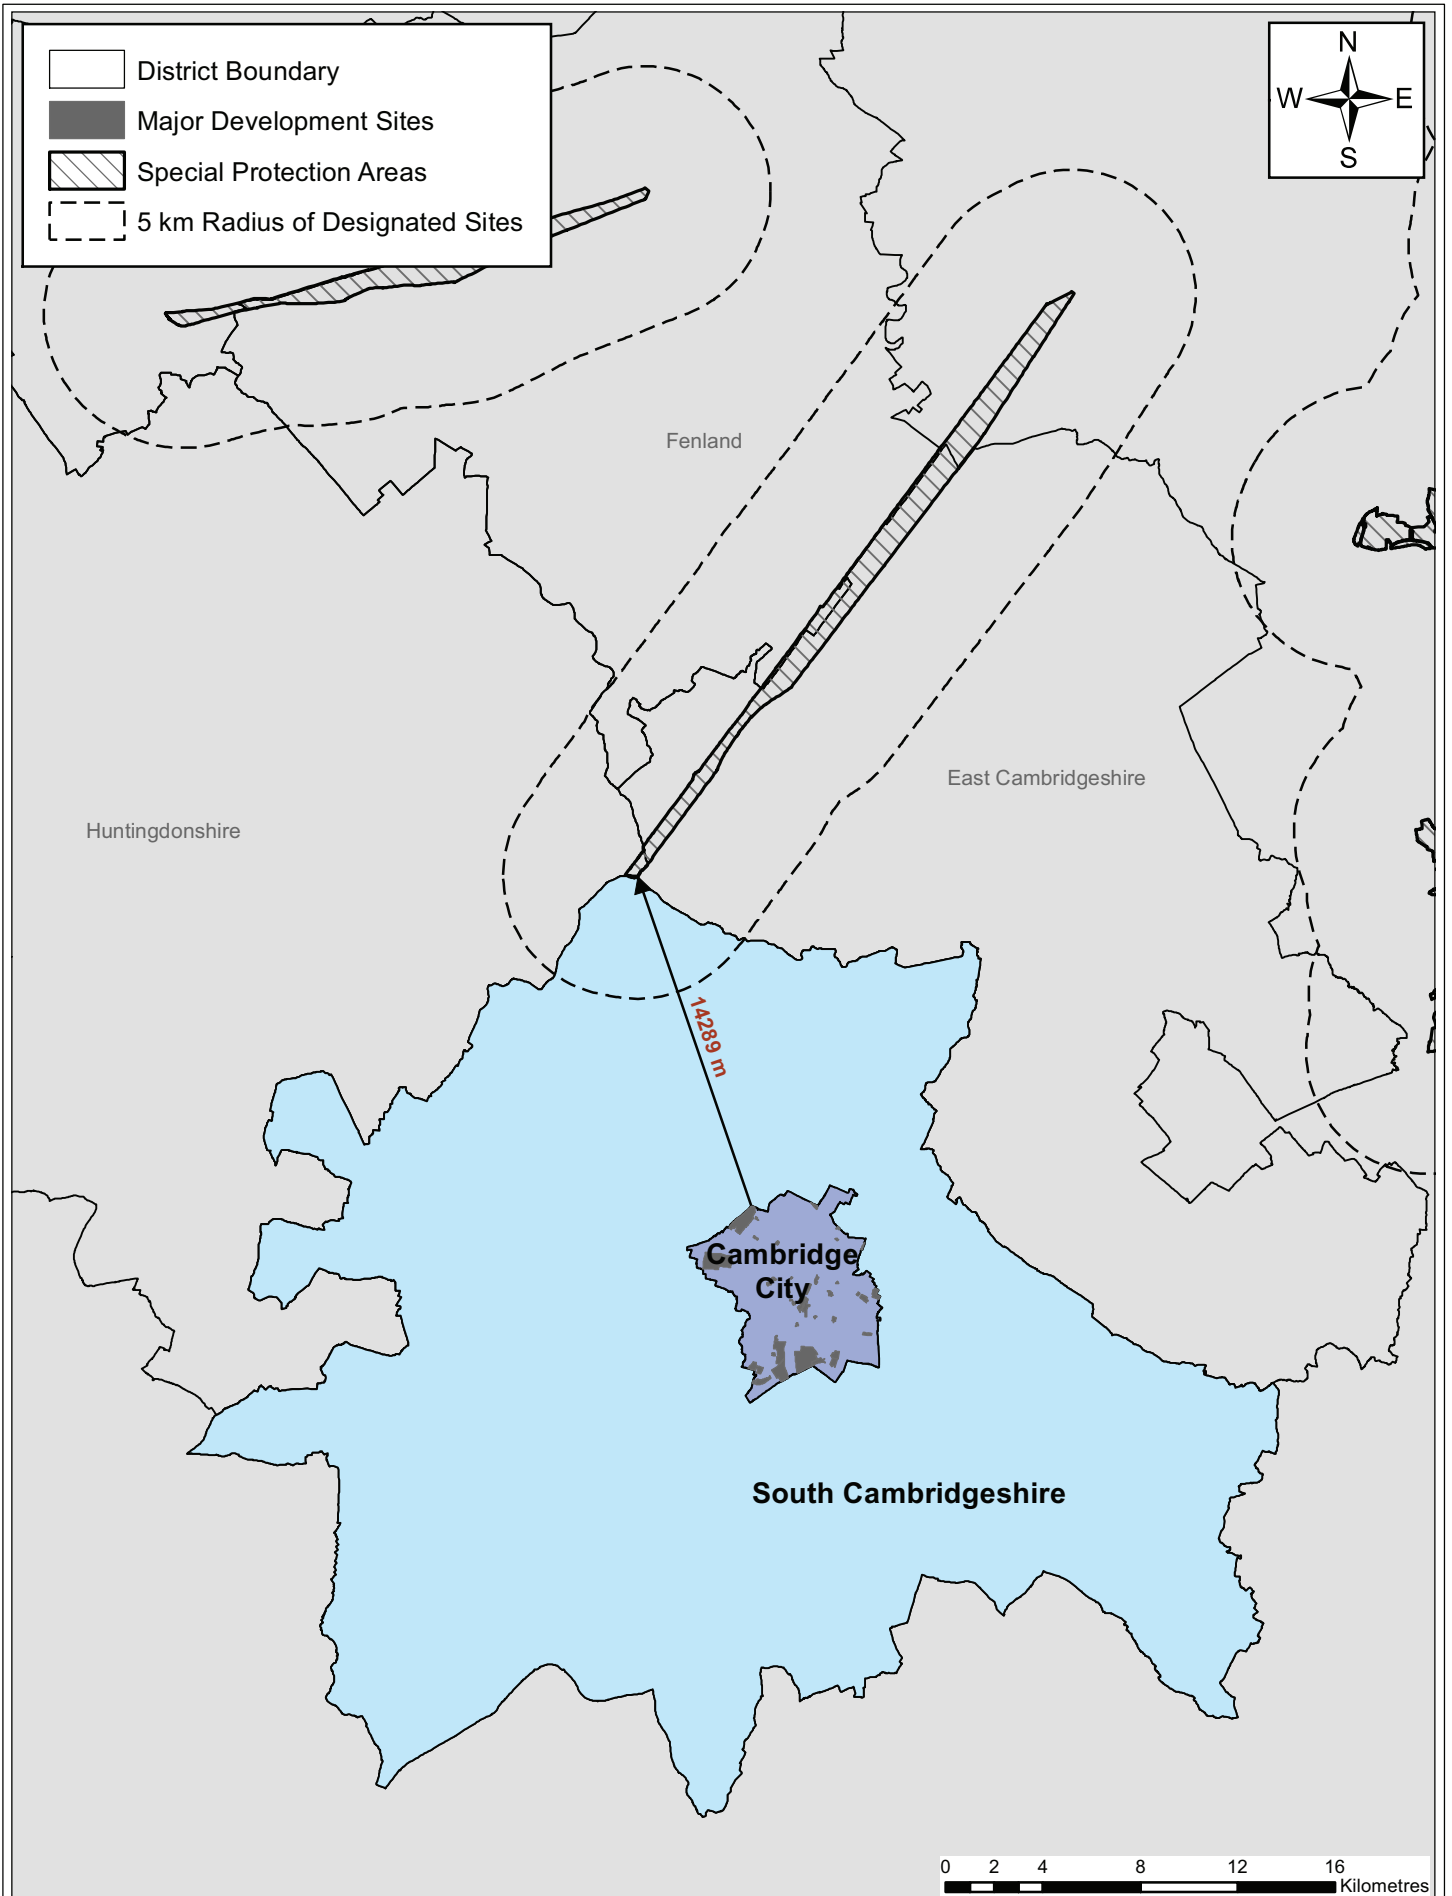 District Boundary
Major Development Sites
Special Protection Areas
5 km Radius of Designated Sites
N
W E
S
Fenland
East Cambridgeshire
Huntingdonshire
14289 m
Cambridge
City
South Cambridgeshire
0 2 4 8 12 16
Kilometres